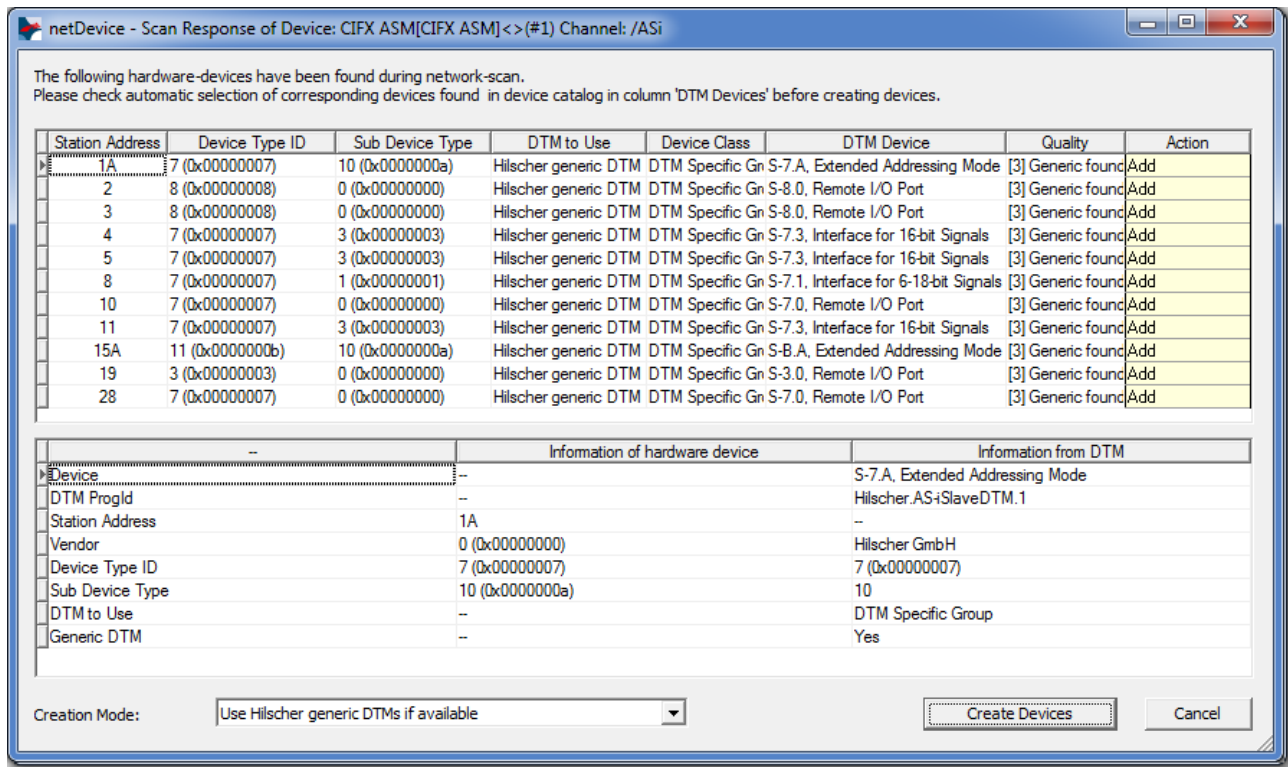 netDevice - Scan Response of Device: CIFX ASM[CIFX ASM]<>(#1) Channel: /ASi
The following hardware-devices have been found during network-scan.
Please check automatic selection of corresponding devices found in device catalog in column 'DTM Devices' before creating devices.
Station Address Device Type ID Sub Device Type DTM to Use Device Class DTM Device Quality Action
1A 7 (0x00000007) 10 (0x0000000a) Hilscher generic DTM DTM Specific Gr S-7.A, Extended Addressing Mode [3] Generic found Add
2 8 (0x00000008) 0 (0x00000000) Hilscher generic DTM DTM Specific Gr S-8.0, Remote I/O Port [3] Generic found Add
3 8 (0x00000008) 0 (0x00000000) Hilscher generic DTM DTM Specific Gr S-8.0, Remote I/O Port [3] Generic found Add
4 7 (0x00000007) 3 (0x00000003) Hilscher generic DTM DTM Specific Gr S-7.3, Interface for 16-bit Signals [3] Generic found Add
5 7 (0x00000007) 3 (0x00000003) Hilscher generic DTM DTM Specific Gr S-7.3, Interface for 16-bit Signals [3] Generic found Add
8 7 (0x00000007) 1 (0x00000001) Hilscher generic DTM DTM Specific Gr S-7.1, Interface for 6-18-bit Signals [3] Generic found Add
10 7 (0x00000007) 0 (0x00000000) Hilscher generic DTM DTM Specific Gr S-7.0, Remote I/O Port [3] Generic found Add
11 7 (0x00000007) 3 (0x00000003) Hilscher generic DTM DTM Specific Gr S-7.3, Interface for 16-bit Signals [3] Generic found Add
15A 11 (0x0000000b) 10 (0x0000000a) Hilscher generic DTM DTM Specific Gr S-B.A, Extended Addressing Mode [3] Generic found Add
19 3 (0x00000003) 0 (0x00000000) Hilscher generic DTM DTM Specific Gr S-3.0, Remote I/O Port [3] Generic found Add
28 7 (0x00000007) 0 (0x00000000) Hilscher generic DTM DTM Specific Gr S-7.0, Remote I/O Port [3] Generic found Add
-- Information of hardware device Information from DTM
Device -- S-7.A, Extended Addressing Mode
DTM ProgId -- Hilscher.AS-iSlaveDTM.1
Station Address 1A --
Vendor 0 (0x00000000) Hilscher GmbH
Device Type ID 7 (0x00000007) 7 (0x00000007)
Sub Device Type 10 (0x0000000a) 10
DTM to Use -- DTM Specific Group
Generic DTM -- Yes
Creation Mode: Use Hilscher generic DTMs if available Create Devices Cancel